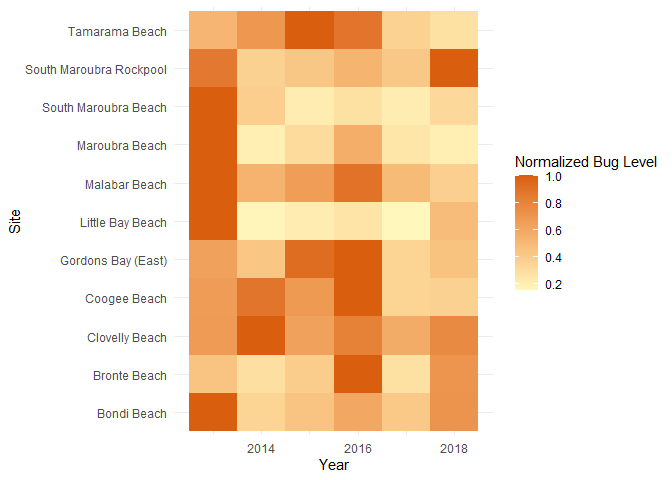 Tamarama Beach
South Maroubra Rockpool
South Maroubra Beach
Maroubra Beach
Malabar Beach
Little Bay Beach
Gordons Bay (East)
Coogee Beach
Clovelly Beach
Bronte Beach
Bondi Beach
Site
2014 2016 2018
Year
Normalized Bug Level
1.0
0.8
0.6
0.4
0.2